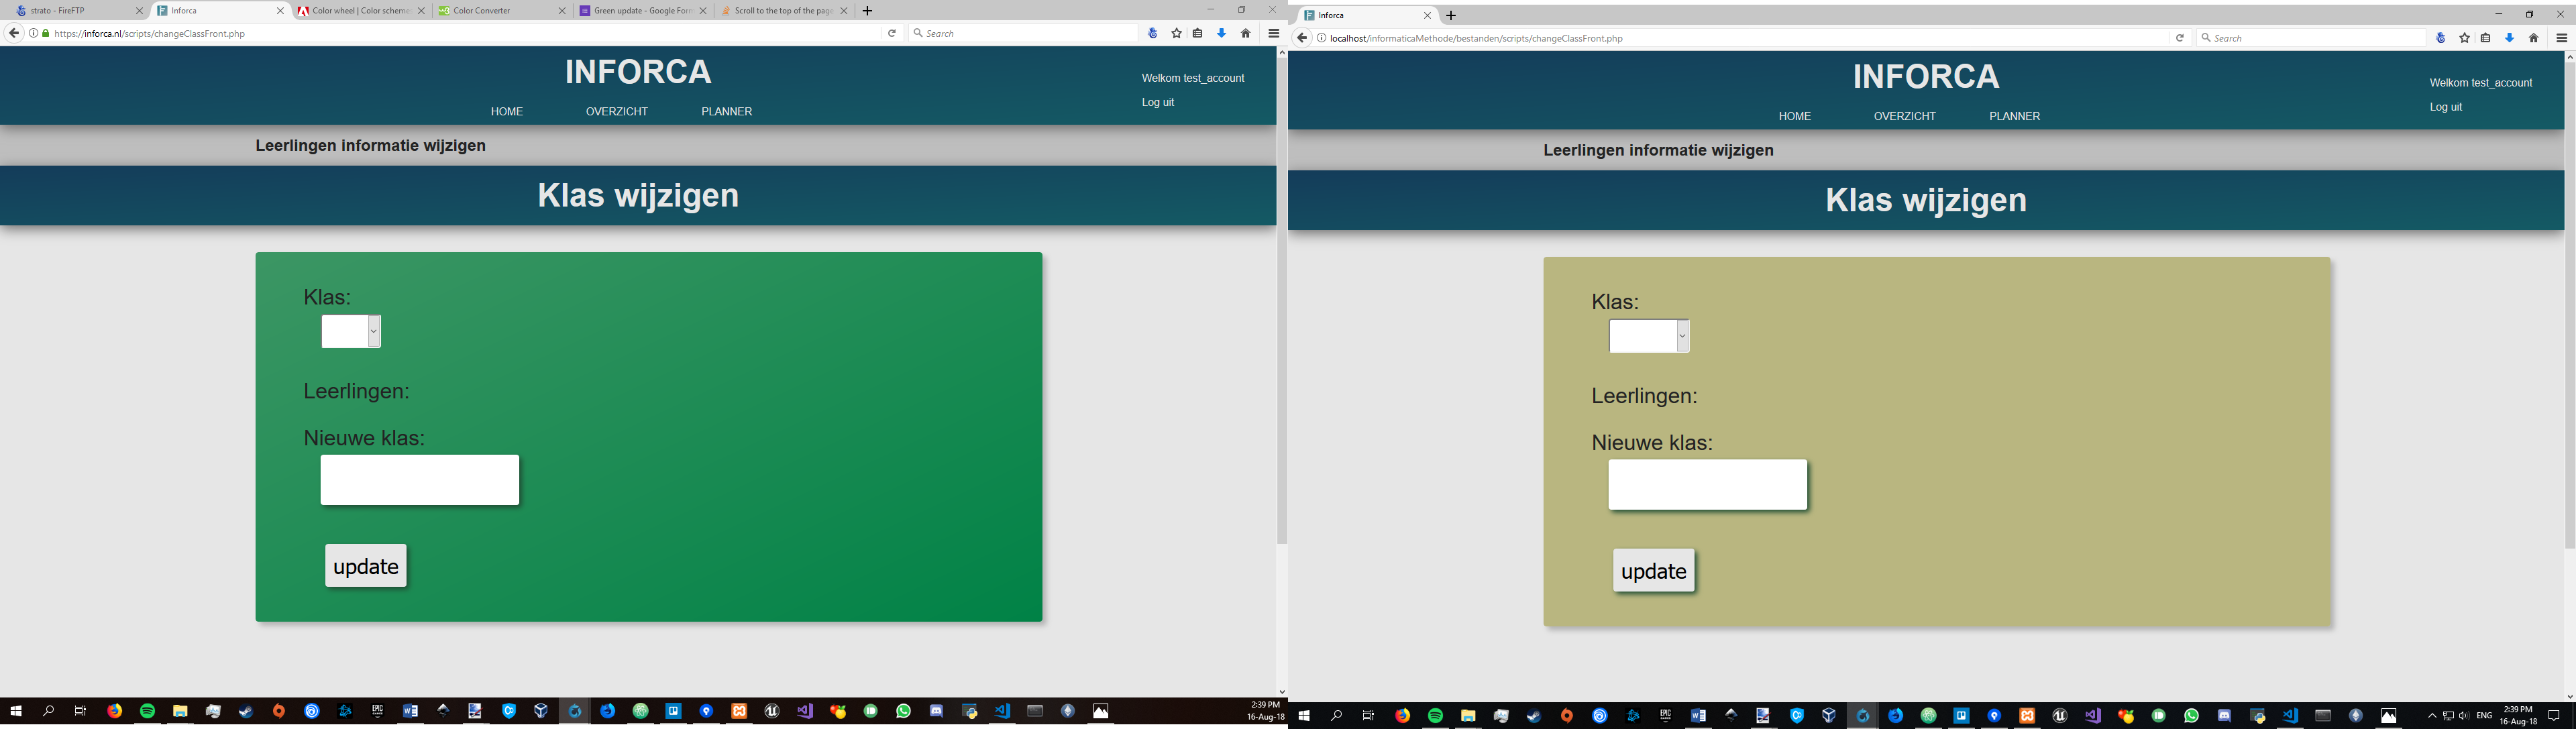 strato - FireFTP
Inforca
Color wheel | Color scheme
Color Converter
Green update - Google For
Scroll to the top of the page
https://inforca.nl/scripts/changeClassFront.php
Search
INFORCA
Welkom test_account
Log uit
HOME
OVERZICHT
PLANNER
Leerlingen informatie wijzigen
Klas wijzigen
Klas:
Leerlingen:
Nieuwe klas:
update
EPIC
2:39 PM
16-Aug-18
Inforca
localhost/informaticaMethode/bestanden/scripts/changeClassFront.php
Search
INFORCA
Welkom test_account
Log uit
HOME
OVERZICHT
PLANNER
Leerlingen informatie wijzigen
Klas wijzigen
Klas:
Leerlingen:
Nieuwe klas:
update
EPIC
ENG
2:39 PM
16-Aug-18